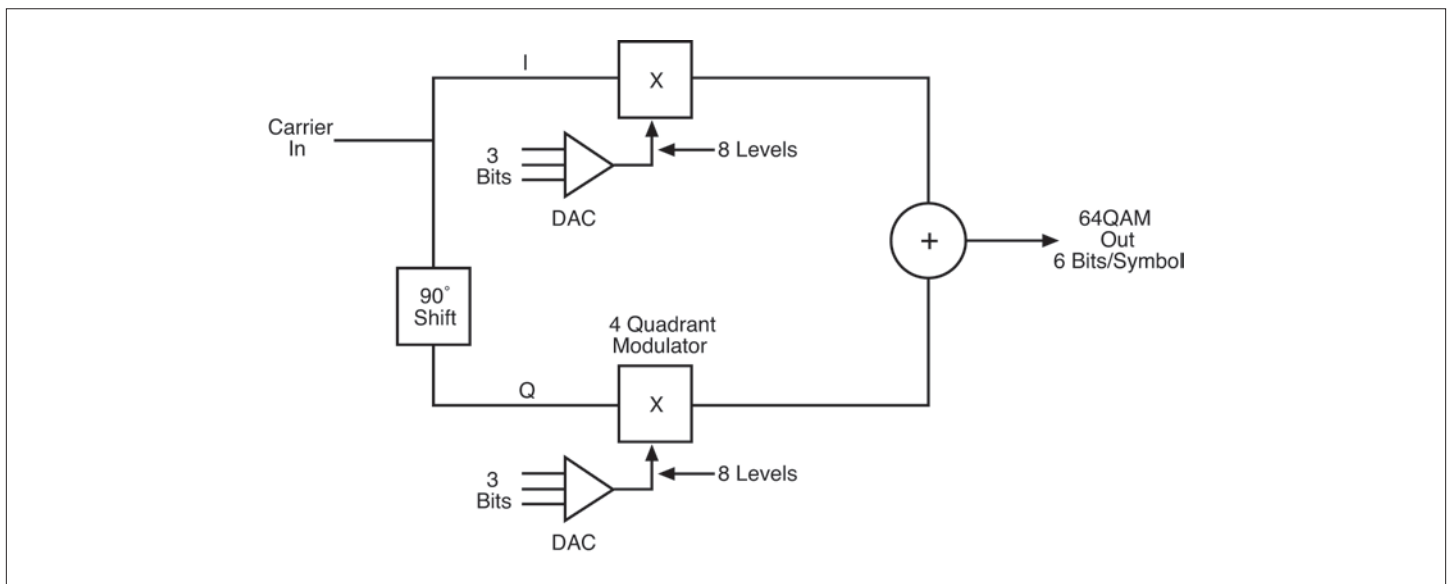 I
X
Carrier
In
3
Bits
8 Levels
DAC
+
64QAM
Out
6 Bits/Symbol
90°
Shift
4 Quadrant
Modulator
Q
X
3
Bits
8 Levels
DAC